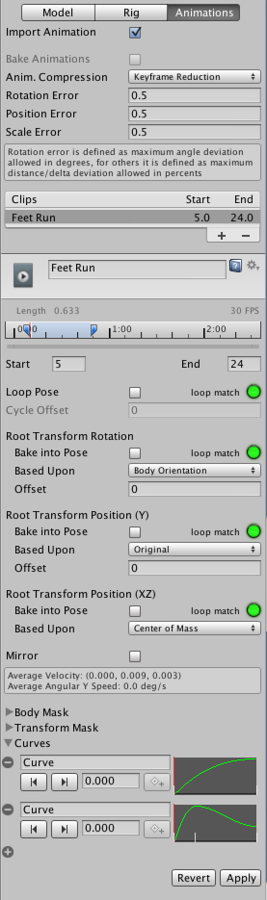 Model Rig Animations
Import Animation
Bake Animations
Anim. Compression Keyframe Reduction
Rotation Error 0.5
Position Error 0.5
Scale Error 0.5
Rotation error is defined as maximum angle deviation
allowed in degrees, for others it is defined as maximum
distance/delta deviation allowed in percents
Clips Start End
Feet Run 5.0 24.0
+ −
Feet Run
Length 0.633 30 FPS
0:00 1:00 2:00
Start 5 End 24
Loop Pose loop match
Cycle Offset 0
Root Transform Rotation
Bake into Pose loop match
Based Upon Body Orientation
Offset 0
Root Transform Position (Y)
Bake into Pose loop match
Based Upon Original
Offset 0
Root Transform Position (XZ)
Bake into Pose loop match
Based Upon Center of Mass
Mirror
Average Velocity: (0.000, 0.009, 0.003)
Average Angular Y Speed: 0.0 deg/s
Body Mask
Transform Mask
Curves
Curve
0.000
Curve
0.000
Revert Apply